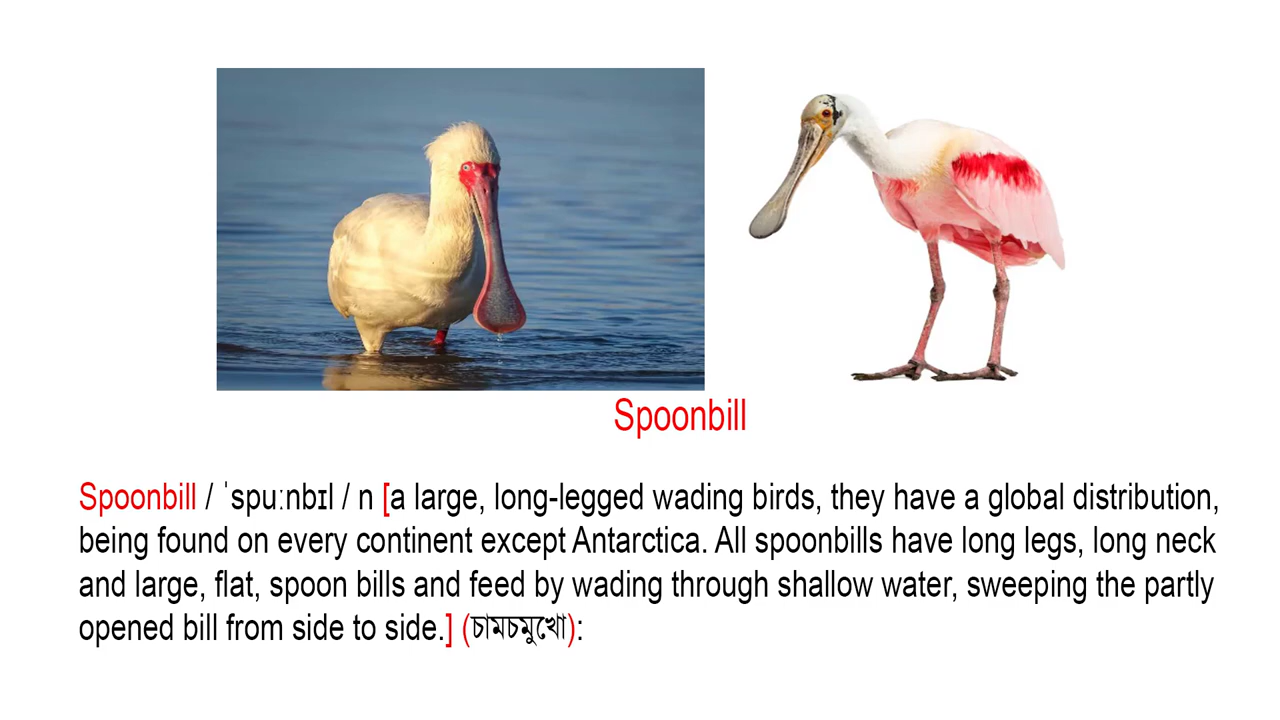 Spoonbill
Spoonbill / ˈspuːnbɪl / n [a large, long-legged wading birds, they have a global distribution,
being found on every continent except Antarctica. All spoonbills have long legs, long neck
and large, flat, spoon bills and feed by wading through shallow water, sweeping the partly
opened bill from side to side.] (চামচমুখো):